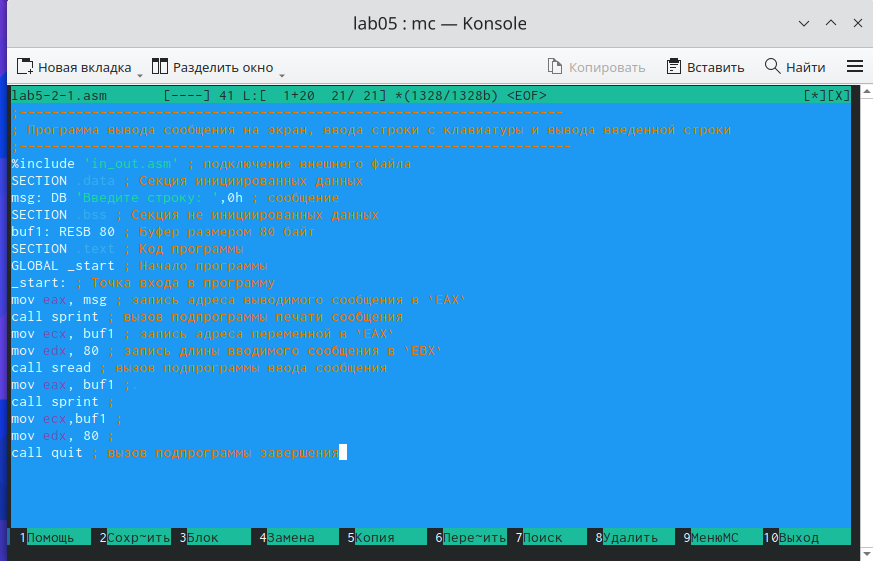 lab05 : mc — Konsole
Новая вкладка Разделить окно Копировать Вставить Найти
lab5-2-1.asm [----] 41 L:[ 1+20 21/ 21] *(1328/1328b) <EOF> [*][X]
;------------------------------------------------------------------
; Программа вывода сообщения на экран, ввода строки с клавиатуры и вывода введенной строки
;-------------------------------------------------------------------
%include 'in_out.asm' ; подключение внешнего файла
SECTION .data ; Секция инициированных данных
msg: DB 'Введите строку: ',0h ; сообщение
SECTION .bss ; Секция не инициированных данных
buf1: RESB 80 ; Буфер размером 80 байт
SECTION .text ; Код программы
GLOBAL _start ; Начало программы
_start: ; Точка входа в программу
mov eax, msg ; запись адреса выводимого сообщения в `EAX`
call sprint ; вызов подпрограммы печати сообщения
mov ecx, buf1 ; запись адреса переменной в `EAX`
mov edx, 80 ; запись длины вводимого сообщения в `EBX`
call sread ; вызов подпрограммы ввода сообщения
mov eax, buf1 ;
call sprint ;
mov ecx,buf1 ;
mov edx, 80 ;
call quit ; вызов подпрограммы завершения
1Помощь 2Сохр~ить 3Блок 4Замена 5Копия 6Пере~ить 7Поиск 8Удалить 9МенюMC 10Выход